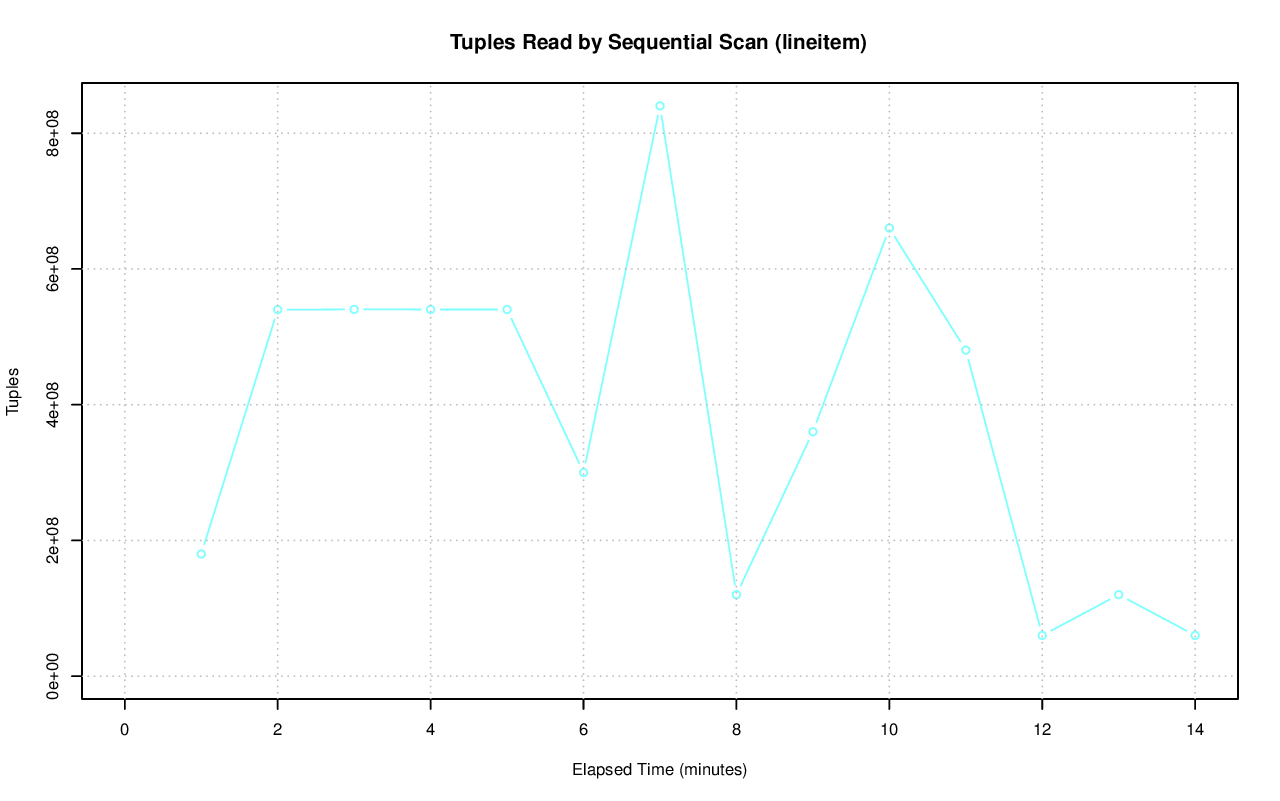 Tuples Read by Sequential Scan (lineitem)
8e+08
6e+08
4e+08
2e+08
0e+00
Tuples
0 2 4 6 8 10 12 14
Elapsed Time (minutes)